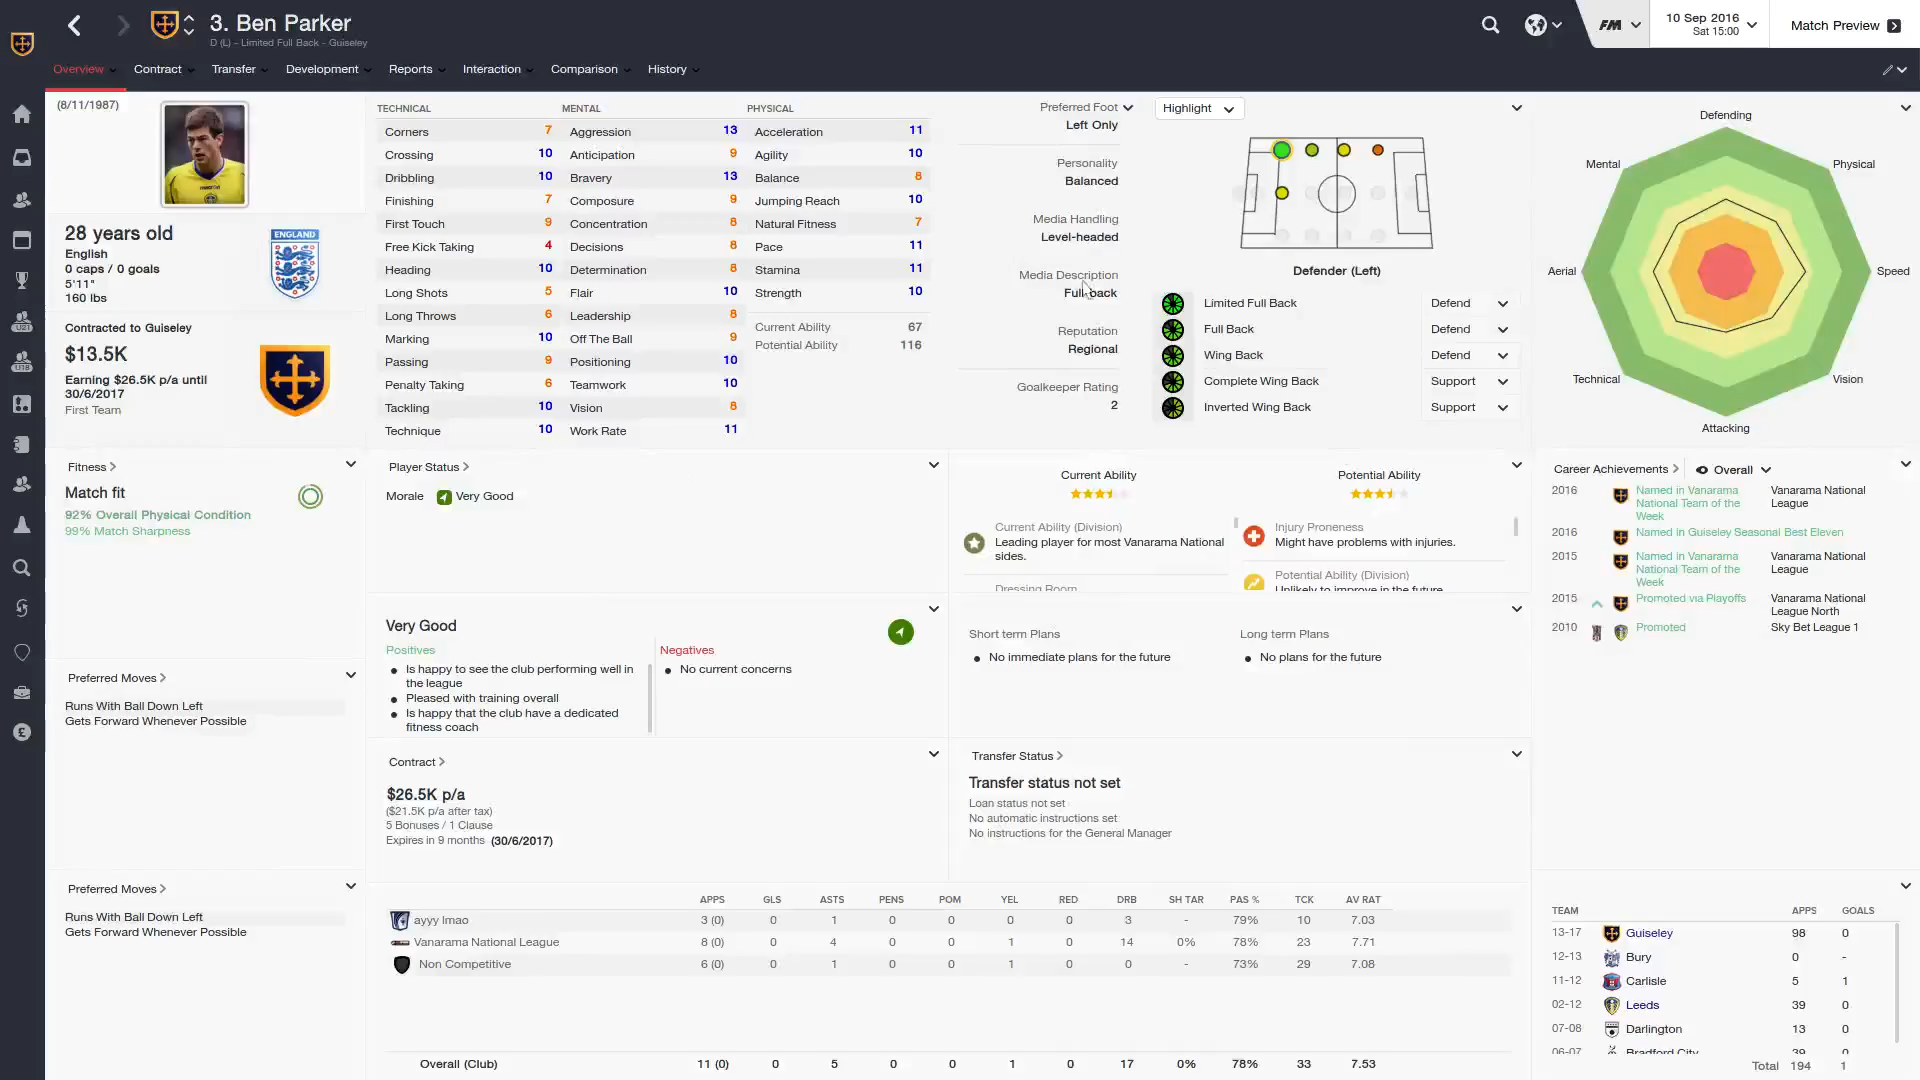 3. Ben Parker
D (L) - Limited Full Back - Guiseley
FM
10 Sep 2016
Sat 15:00
Match Preview
Overview
Contract
Transfer
Development
Reports
Interaction
Comparison
History
(8/11/1987)
28 years old
English
0 caps / 0 goals
5'11"
160 lbs
ENGLAND
Contracted to Guiseley
$13.5K
Earning $26.5K p/a until
30/6/2017
First Team
TECHNICAL
Corners 7
Crossing 10
Dribbling 10
Finishing 7
First Touch 9
Free Kick Taking 4
Heading 10
Long Shots 5
Long Throws 6
Marking 10
Passing 9
Penalty Taking 6
Tackling 10
Technique 10
MENTAL
Aggression 13
Anticipation 9
Bravery 13
Composure 9
Concentration 8
Decisions 8
Determination 8
Flair 10
Leadership 8
Off The Ball 9
Positioning 10
Teamwork 10
Vision 8
Work Rate 11
PHYSICAL
Acceleration 11
Agility 10
Balance 8
Jumping Reach 10
Natural Fitness 7
Pace 11
Stamina 11
Strength 10
Current Ability 67
Potential Ability 116
Preferred Foot
Left Only
Personality
Balanced
Media Handling
Level-headed
Media Description
Full back
Reputation
Regional
Goalkeeper Rating
2
Highlight
Defender (Left)
Limited Full Back Defend
Full Back Defend
Wing Back Defend
Complete Wing Back Support
Inverted Wing Back Support
Defending
Physical
Speed
Vision
Attacking
Technical
Aerial
Mental
Fitness
Match fit
92% Overall Physical Condition
99% Match Sharpness
Player Status
Morale Very Good
Current Ability
Potential Ability
Current Ability (Division)
Leading player for most Vanarama National
sides.
Dressing Room
Injury Proneness
Might have problems with injuries.
Potential Ability (Division)
Unlikely to improve in the future
Career Achievements
Overall
2016 Named in Vanarama National Team of the Week Vanarama National League
2016 Named in Guiseley Seasonal Best Eleven
2015 Named in Vanarama National Team of the Week Vanarama National League
2015 Promoted via Playoffs Vanarama National League North
2010 Promoted Sky Bet League 1
Very Good
Positives
Is happy to see the club performing well in
the league
Pleased with training overall
Is happy that the club have a dedicated
fitness coach
Negatives
No current concerns
Short term Plans
No immediate plans for the future
Long term Plans
No plans for the future
Preferred Moves
Runs With Ball Down Left
Gets Forward Whenever Possible
Contract
$26.5K p/a
($21.5K p/a after tax)
5 Bonuses / 1 Clause
Expires in 9 months (30/6/2017)
Transfer Status
Transfer status not set
Loan status not set
No automatic instructions set
No instructions for the General Manager
Preferred Moves
Runs With Ball Down Left
Gets Forward Whenever Possible
APPS GLS ASTS PENS POM YEL RED DRB SH TAR PAS % TCK AV RAT
ayyy lmao 3 (0) 0 1 0 0 0 0 3 - 79% 10 7.03
Vanarama National League 8 (0) 0 4 0 0 1 0 14 0% 78% 23 7.71
Non Competitive 6 (0) 0 1 0 0 1 0 0 - 73% 29 7.08
Overall (Club) 11 (0) 0 5 0 0 1 0 17 0% 78% 33 7.53
TEAM APPS GOALS
13-17 Guiseley 98 0
12-13 Bury 0 -
11-12 Carlisle 5 1
02-12 Leeds 39 0
07-08 Darlington 13 0
06-07 Bradford City 39 0
Total 194 1